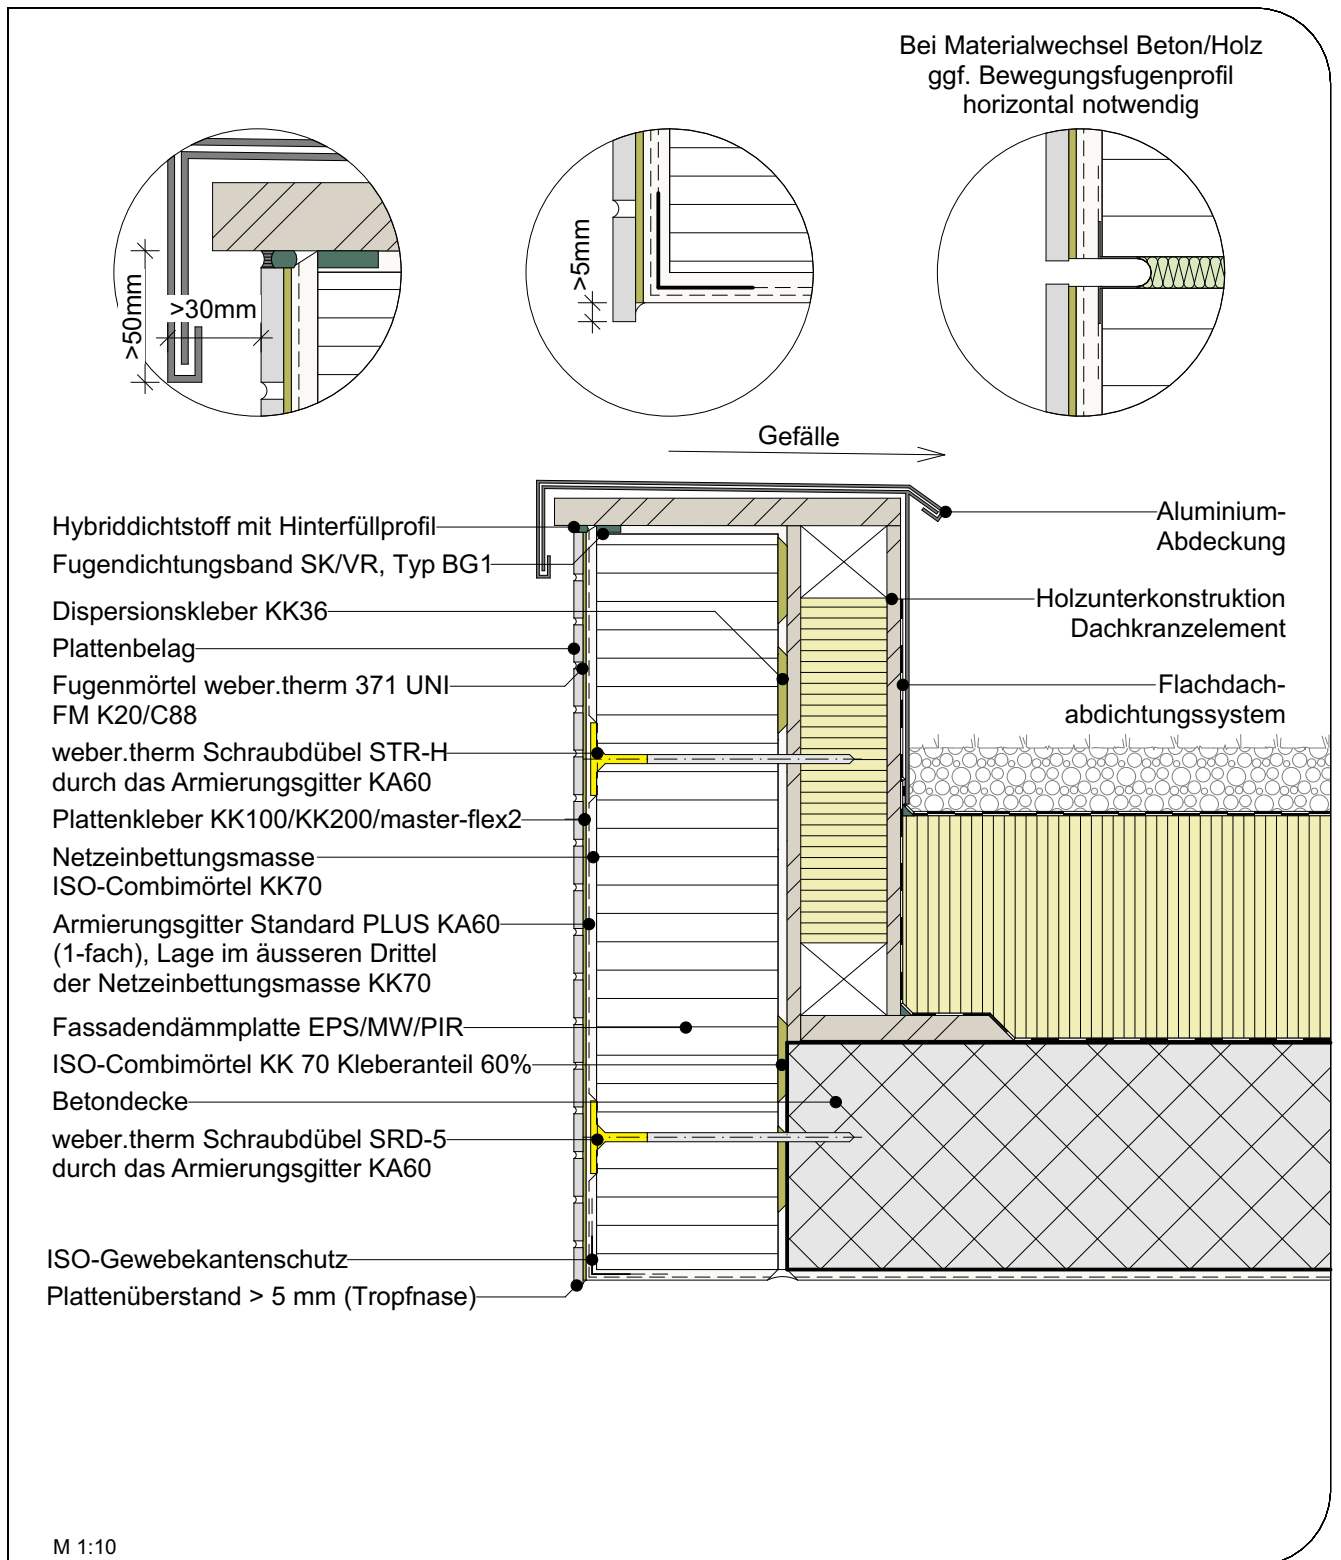 Bei Materialwechsel Beton/Holz
ggf. Bewegungsfugenprofil
horizontal notwendig
>50mm
>30mm
>5mm
Gefälle
Hybriddichtstoff mit Hinterfüllprofil
Fugendichtungsband SK/VR, Typ BG1
Dispersionskleber KK36
Plattenbelag
Fugenmörtel weber.therm 371 UNI
FM K20/C88
weber.therm Schraubdübel STR-H
durch das Armierungsgitter KA60
Plattenkleber KK100/KK200/master-flex2
Netzeinbettungsmasse
ISO-Combimörtel KK70
Armierungsgitter Standard PLUS KA60
(1-fach), Lage im äusseren Drittel
der Netzeinbettungsmasse KK70
Fassadendämmplatte EPS/MW/PIR
ISO-Combimörtel KK 70 Kleberanteil 60%
Betondecke
weber.therm Schraubdübel SRD-5
durch das Armierungsgitter KA60
ISO-Gewebekantenschutz
Plattenüberstand > 5 mm (Tropfnase)
Aluminium-
Abdeckung
Holzunterkonstruktion
Dachkranzelement
Flachdach-
abdichtungssystem
M 1:10